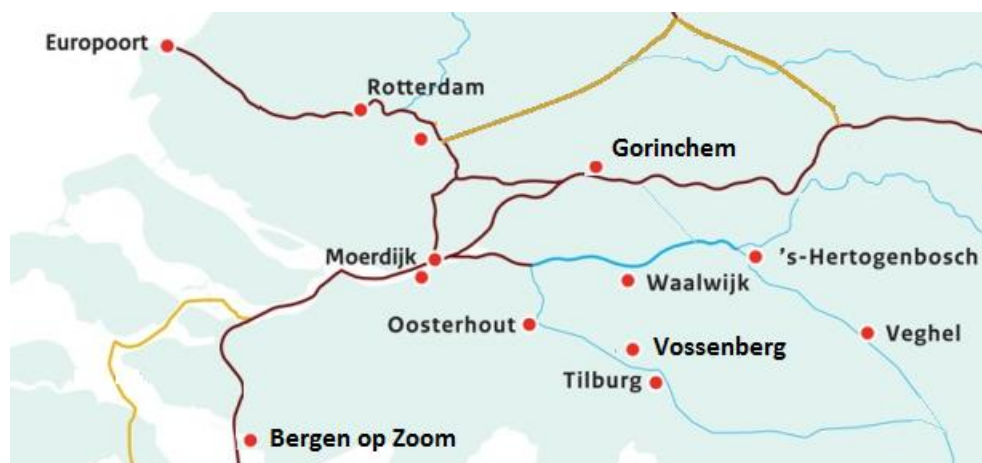 Europoort
Rotterdam
Gorinchem
Moerdijk
's-Hertogenbosch
Waalwijk
Oosterhout
Veghel
Vossenberg
Tilburg
Bergen op Zoom